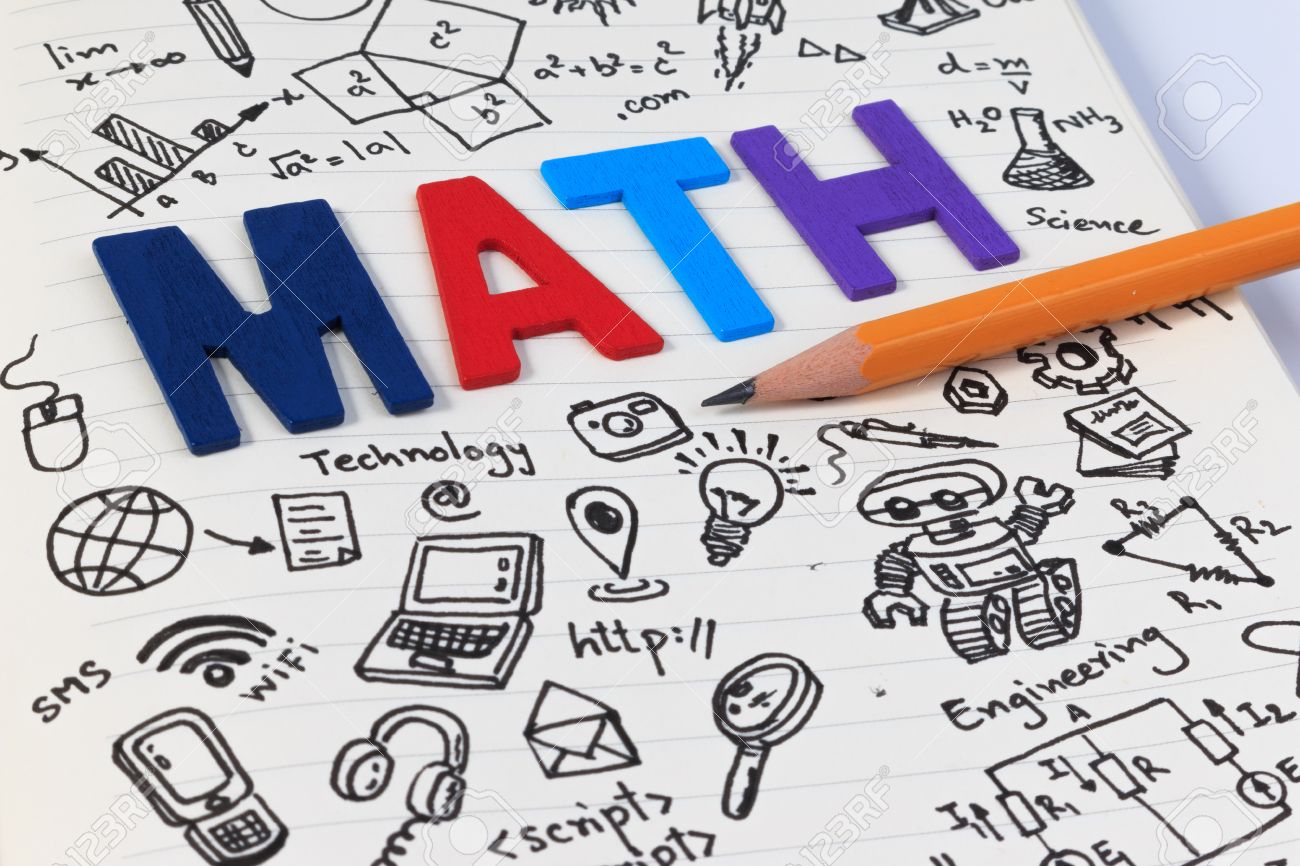 lim
x→∞
a²
c²
b²
a²+b²=c²
.com
d=m/v
H₂O
NH₃
Science
x
A
B
C
√a²=|a|
MATH
Technology
@
http://
SMS
WiFi
<script>
R₂
R₁
Engineering
A
I₂
I
R
R₁
I₁
123RF